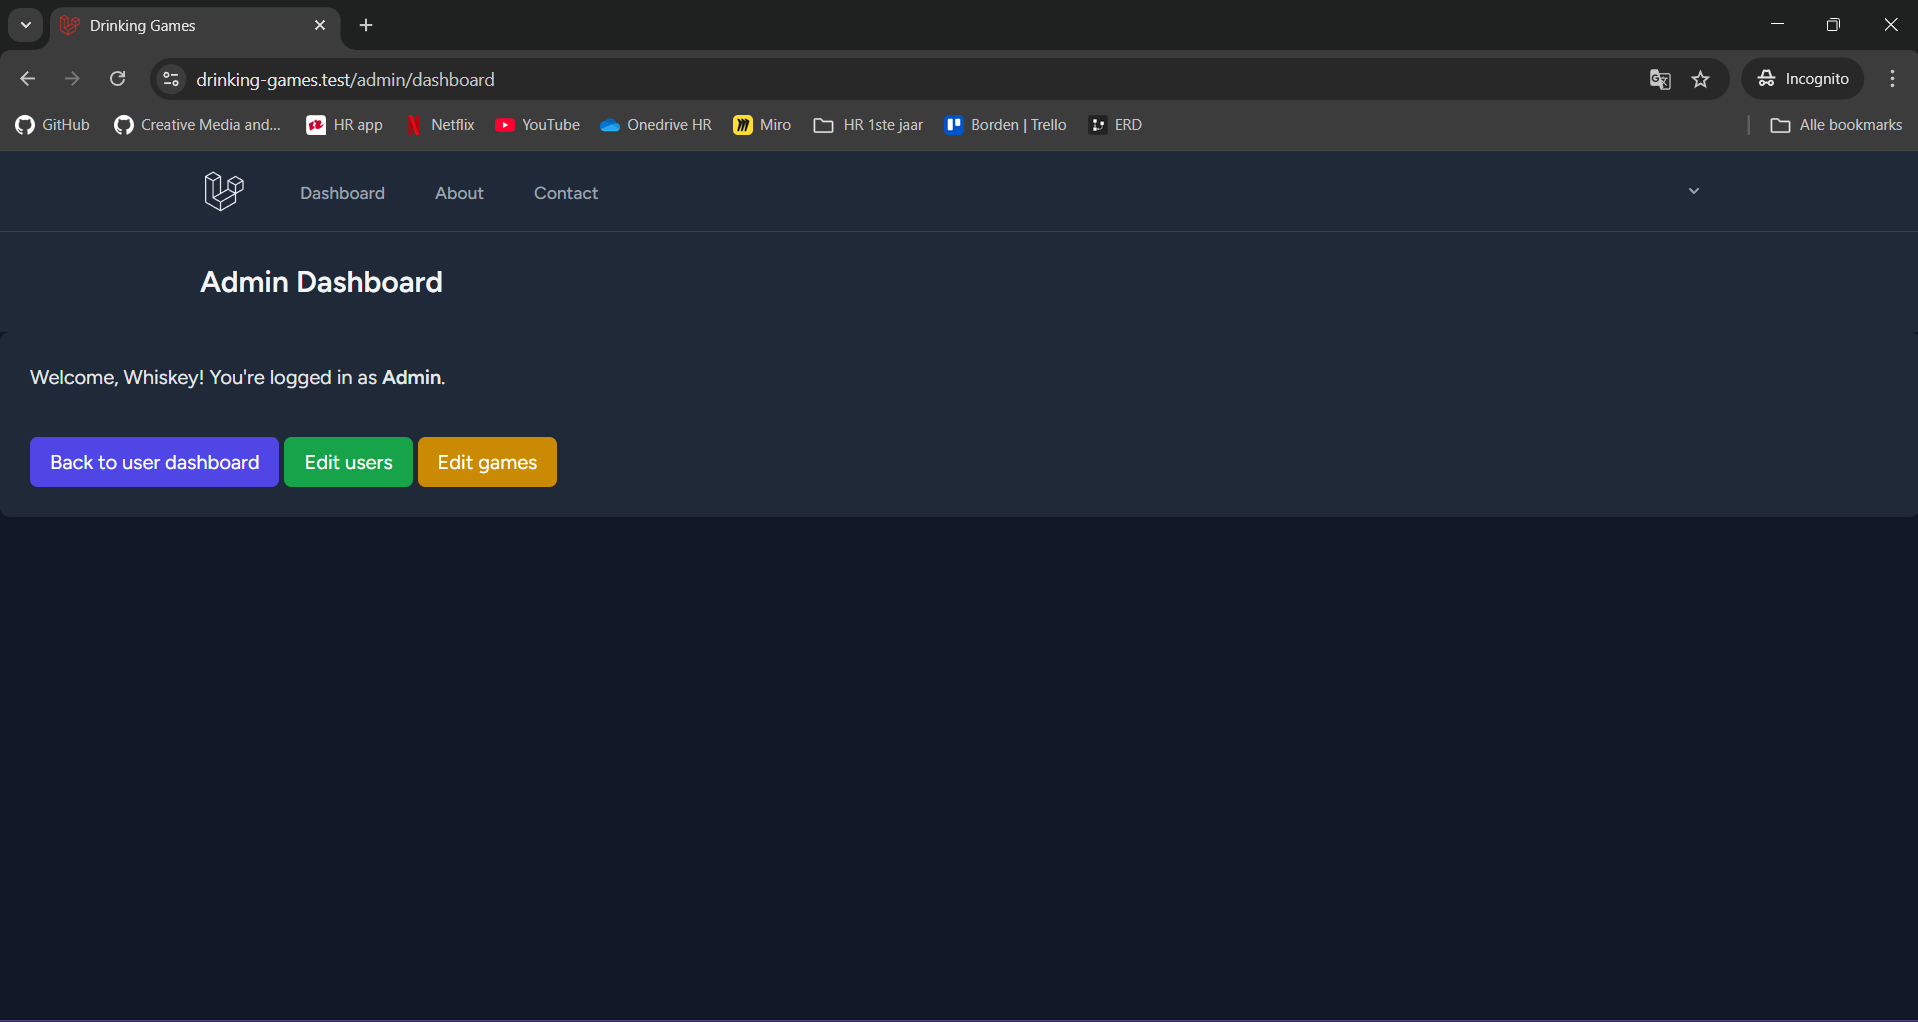 Drinking Games
drinking-games.test/admin/dashboard
Incognito
GitHub
Creative Media and...
HR app
Netflix
YouTube
Onedrive HR
Miro
HR 1ste jaar
Borden | Trello
ERD
Alle bookmarks
Dashboard
About
Contact
Admin Dashboard
Welcome, Whiskey! You're logged in as Admin.
Back to user dashboard
Edit users
Edit games